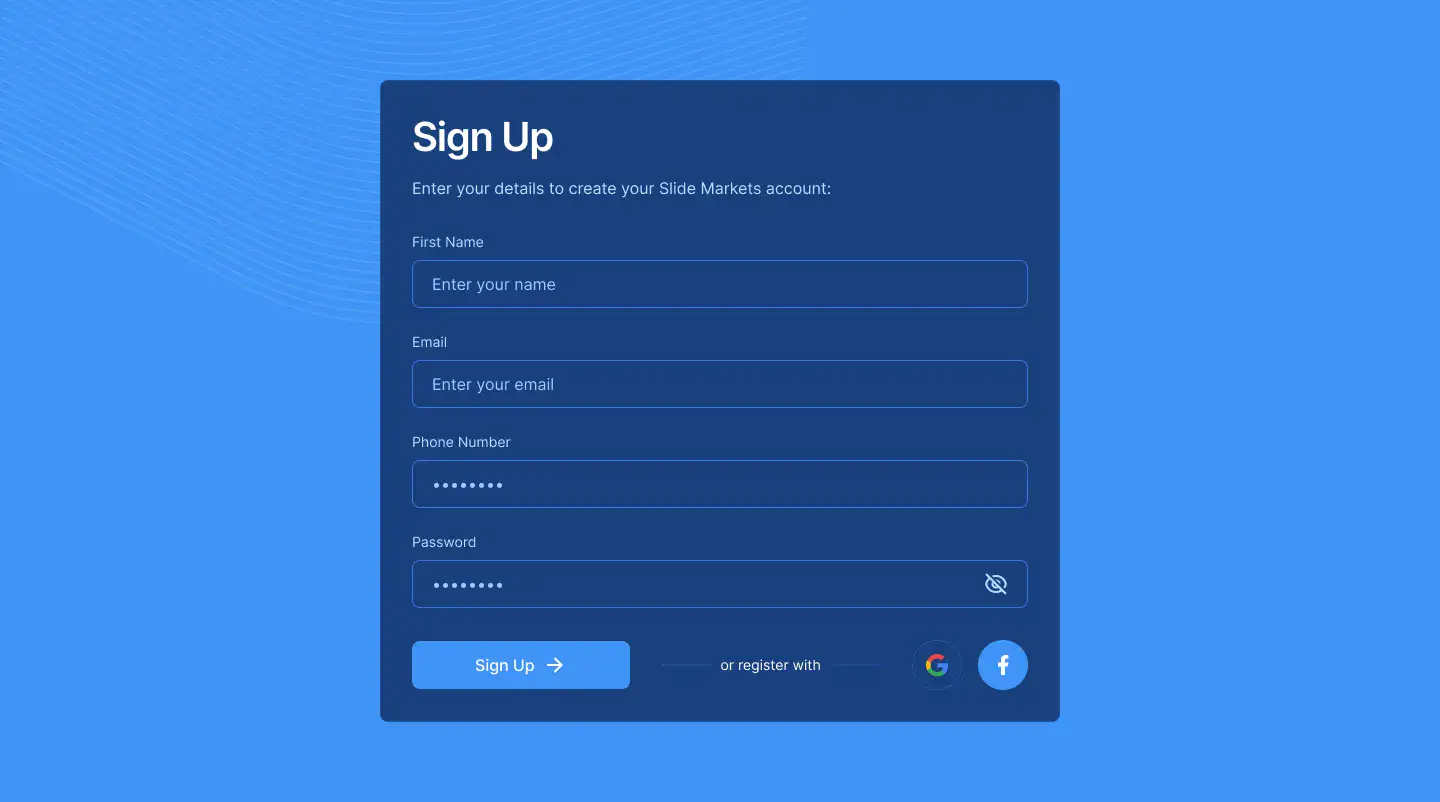 Sign Up
Enter your details to create your Slide Markets account:
First Name
Enter your name
Email
Enter your email
Phone Number
••••••••
Password
••••••••
Sign Up →
or register with